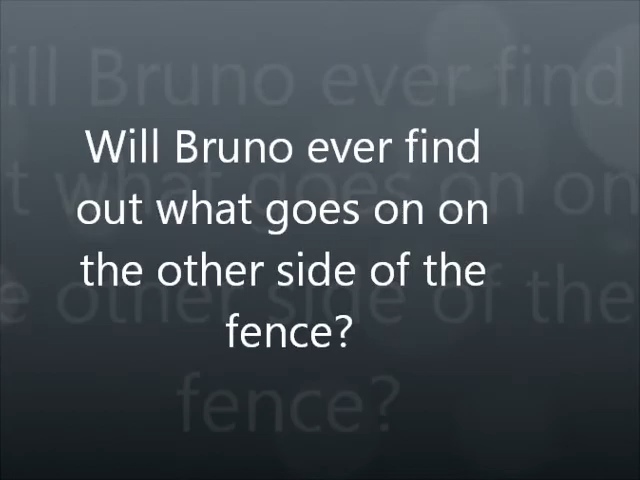 Will Bruno ever find
out what goes on on
the other side of the
fence?